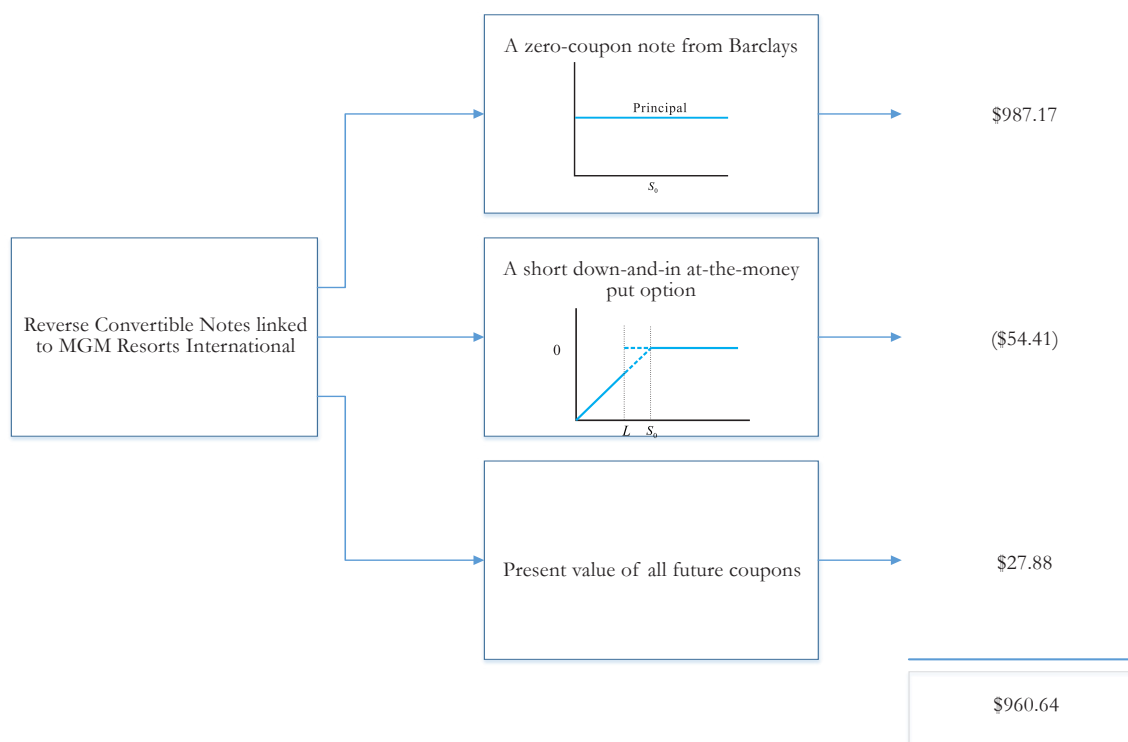 A zero-coupon note from Barclays
Principal
S₀
$987.17
Reverse Convertible Notes linked
to MGM Resorts International
A short down-and-in at-the-money
put option
0
L S₀
($54.41)
Present value of all future coupons
$27.88
$960.64